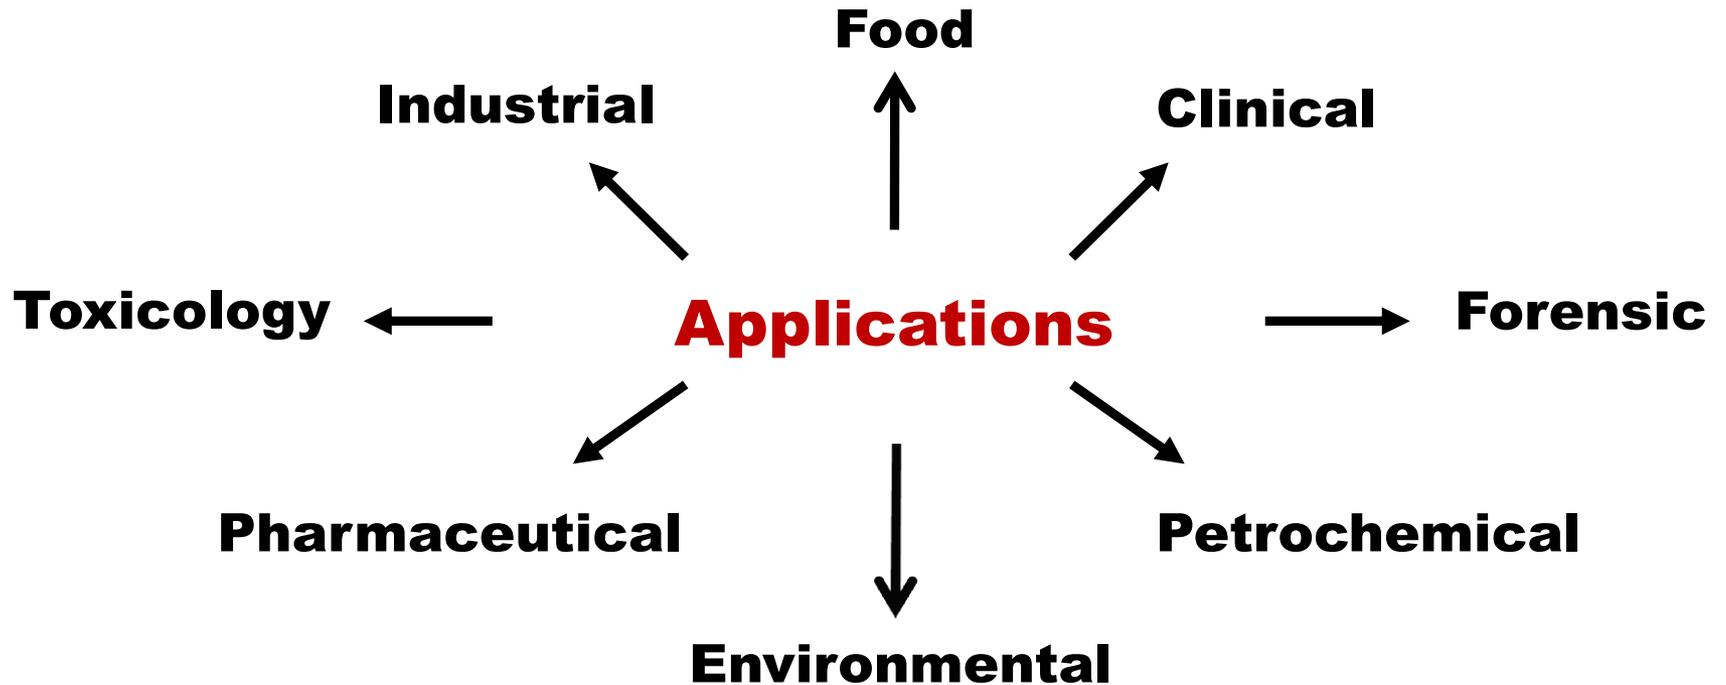 Food
Industrial
Clinical
Toxicology
Applications
Forensic
Pharmaceutical
Petrochemical
Environmental